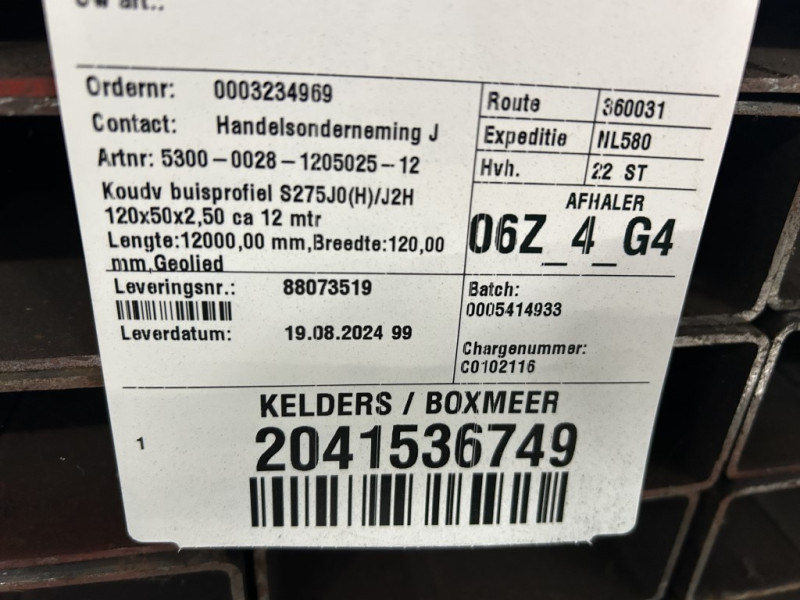 Uw art.:
Ordernr: 0003234969
Contact: Handelsonderneming J
Artnr: 5300-0028-1205025-12
Koudv buisprofiel S275J0(H)/J2H
120x50x2,50 ca 12 mtr
Lengte:12000,00 mm,Breedte:120,00
mm,Geolied
Route 360031
Expeditie NL580
Hvh. 22 ST
AFHALER
06Z_4_G4
Leveringsnr.: 88073519
Leverdatum: 19.08.2024 99
Batch:
0005414933
Chargenummer:
C0102116
KELDERS / BOXMEER
1
2041536749